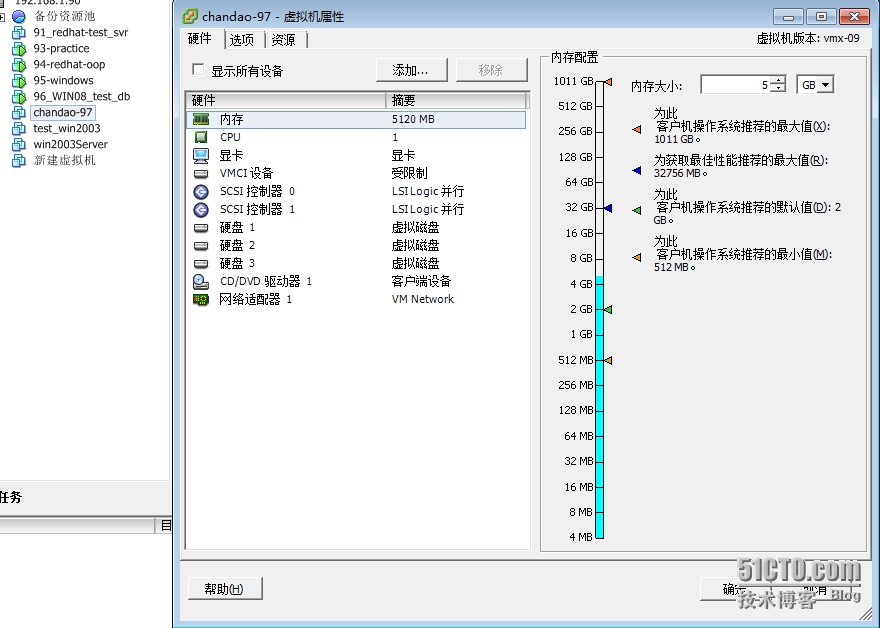 192.168.1.90
备份资源池
91_redhat-test_svr
93-practice
94-redhat-oop
95-windows
96_WIN08_test_db
chandao-97
test_win2003
win2003Server
新建虚拟机
任务
chandao-97 - 虚拟机属性
硬件 选项 资源
虚拟机版本: vmx-09
显示所有设备 添加... 移除
硬件 摘要
内存 5120 MB
CPU 1
显卡 显卡
VMCI 设备 受限制
SCSI 控制器 0 LSI Logic 并行
SCSI 控制器 1 LSI Logic 并行
硬盘 1 虚拟磁盘
硬盘 2 虚拟磁盘
硬盘 3 虚拟磁盘
CD/DVD 驱动器 1 客户端设备
网络适配器 1 VM Network
内存配置
1011 GB
512 GB
256 GB
128 GB
64 GB
32 GB
16 GB
8 GB
4 GB
2 GB
1 GB
512 MB
256 MB
128 MB
64 MB
32 MB
16 MB
8 MB
4 MB
内存大小: 5 GB
为此
客户机操作系统推荐的最大值(X):
1011 GB。
为获取最佳性能推荐的最大值(R):
32756 MB。
为此
客户机操作系统推荐的默认值(D): 2
GB。
为此
客户机操作系统推荐的最小值(M):
512 MB。
帮助(H)
确定
51CTO.com
技术博客 Blog